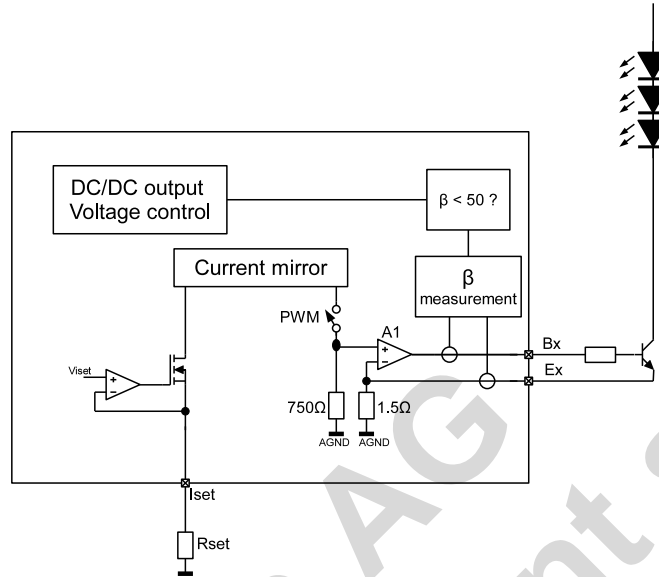 DC/DC output
Voltage control
β < 50 ?
Current mirror
β
measurement
PWM
A1
Bx
Ex
Viset
750Ω
1.5Ω
AGND
AGND
Iset
Rset
AG